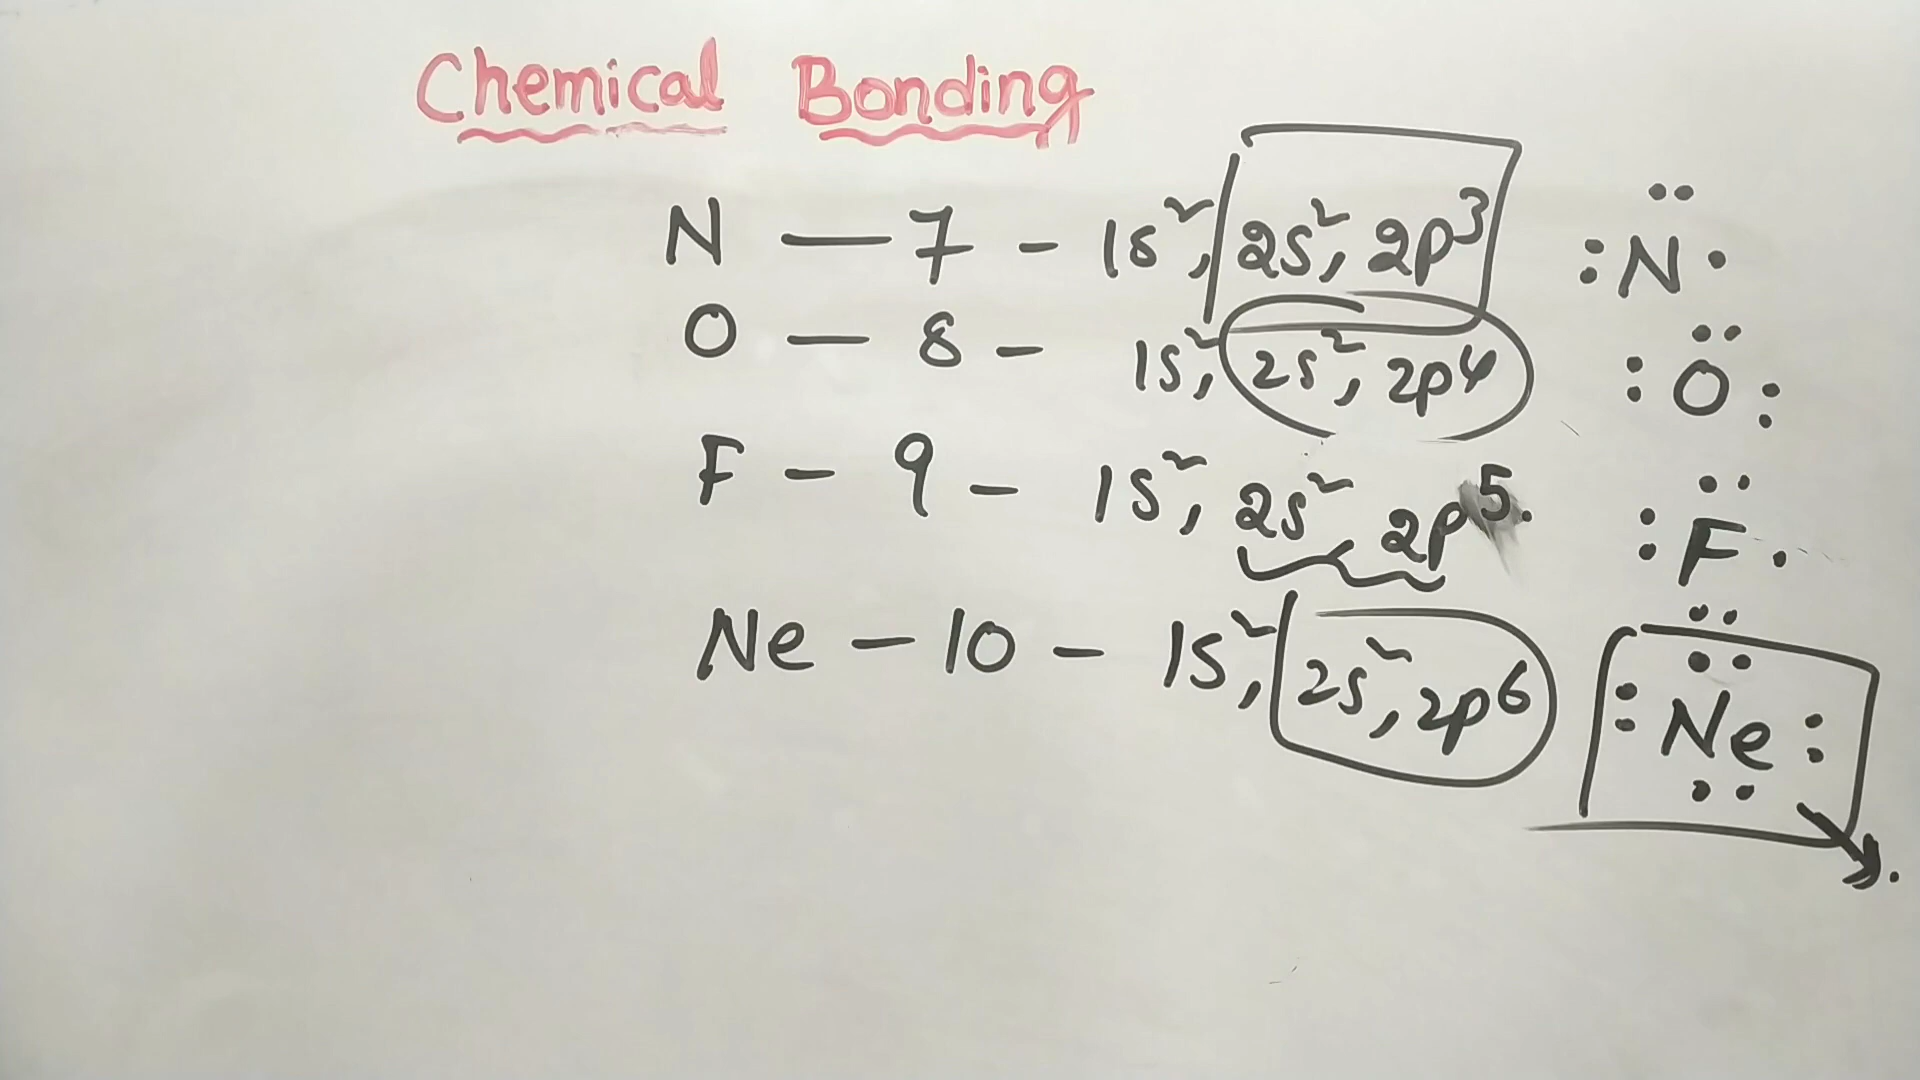 Chemical Bonding
N — 7 - 1s², 2s², 2p³ :N̈·
O — 8 - 1s², 2s², 2p⁴ :Ö:
F - 9 - 1s², 2s² 2p⁵. :F̈·
Ne - 10 - 1s², 2s², 2p⁶ :Ne: